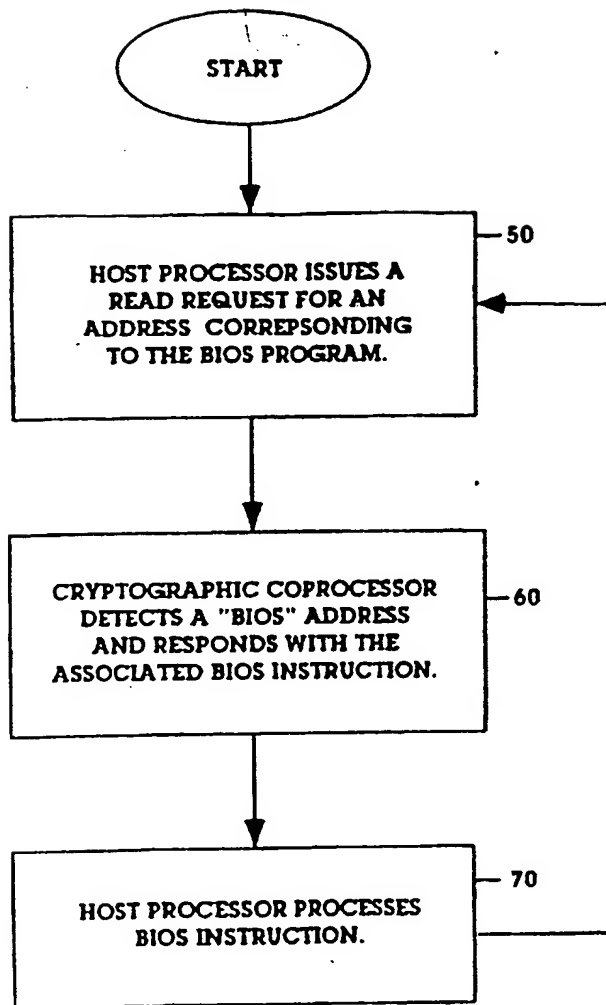 START
50
HOST PROCESSOR ISSUES A
READ REQUEST FOR AN
ADDRESS CORREPSONDING
TO THE BIOS PROGRAM.
60
CRYPTOGRAPHIC COPROCESSOR
DETECTS A "BIOS" ADDRESS
AND RESPONDS WITH THE
ASSOCIATED BIOS INSTRUCTION.
70
HOST PROCESSOR PROCESSES
BIOS INSTRUCTION.